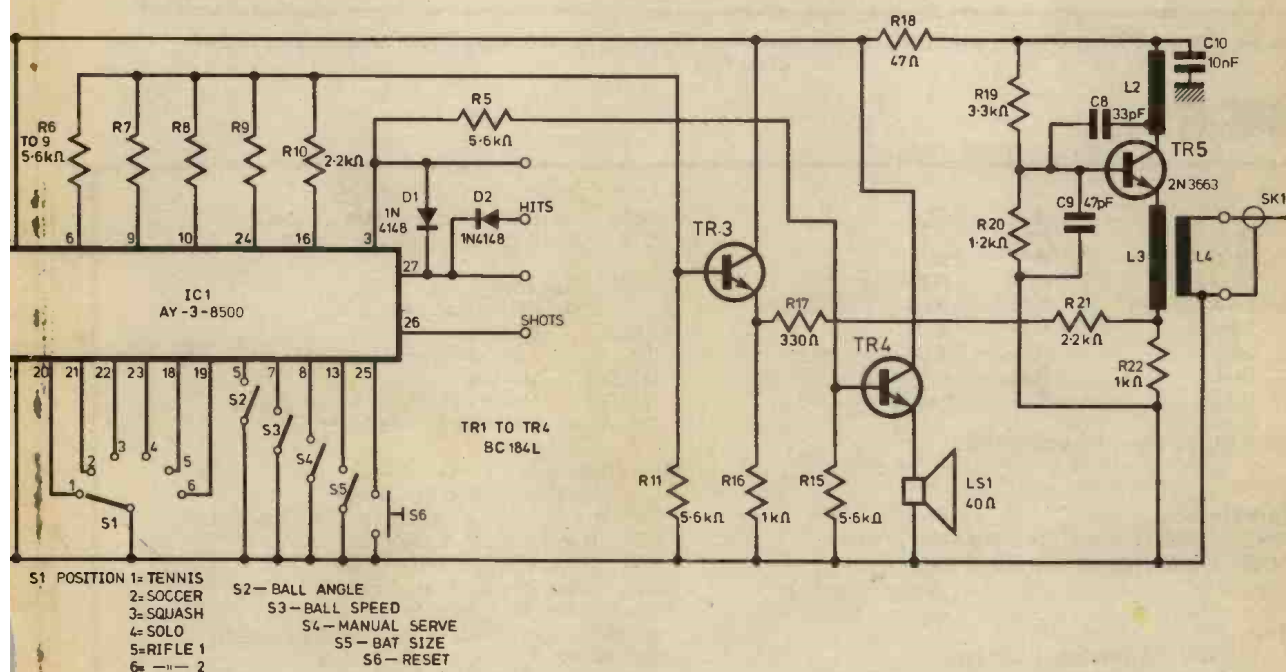 R18
47Ω
C10
10nF
R19
3.3kΩ
C8
33pF
L2
R5
5.6kΩ
R6
TO 9
5.6kΩ
R7
R8
R9
R10
2.2kΩ
TR5
2N3663
D1
1N
4148
D2
1N4148
HITS
C9
47pF
SK1
R20
1.2kΩ
L3
L4
6
9
10
24
16
3
TR3
27
IC1
AY-3-8500
26
SHOTS
R17
330Ω
R21
2.2kΩ
TR4
R22
1kΩ
20
21
22
23
18
19
5
7
8
13
25
S2
S3
S4
S5
S6
1
2
3
4
5
6
S1
TR1 TO TR4
BC184L
R11
5.6kΩ
R16
1kΩ
R15
5.6kΩ
LS1
40Ω
S1 POSITION 1= TENNIS
2= SOCCER
3= SQUASH
4= SOLO
5= RIFLE 1
6= —"— 2
S2 — BALL ANGLE
S3 — BALL SPEED
S4 — MANUAL SERVE
S5 — BAT SIZE
S6 — RESET